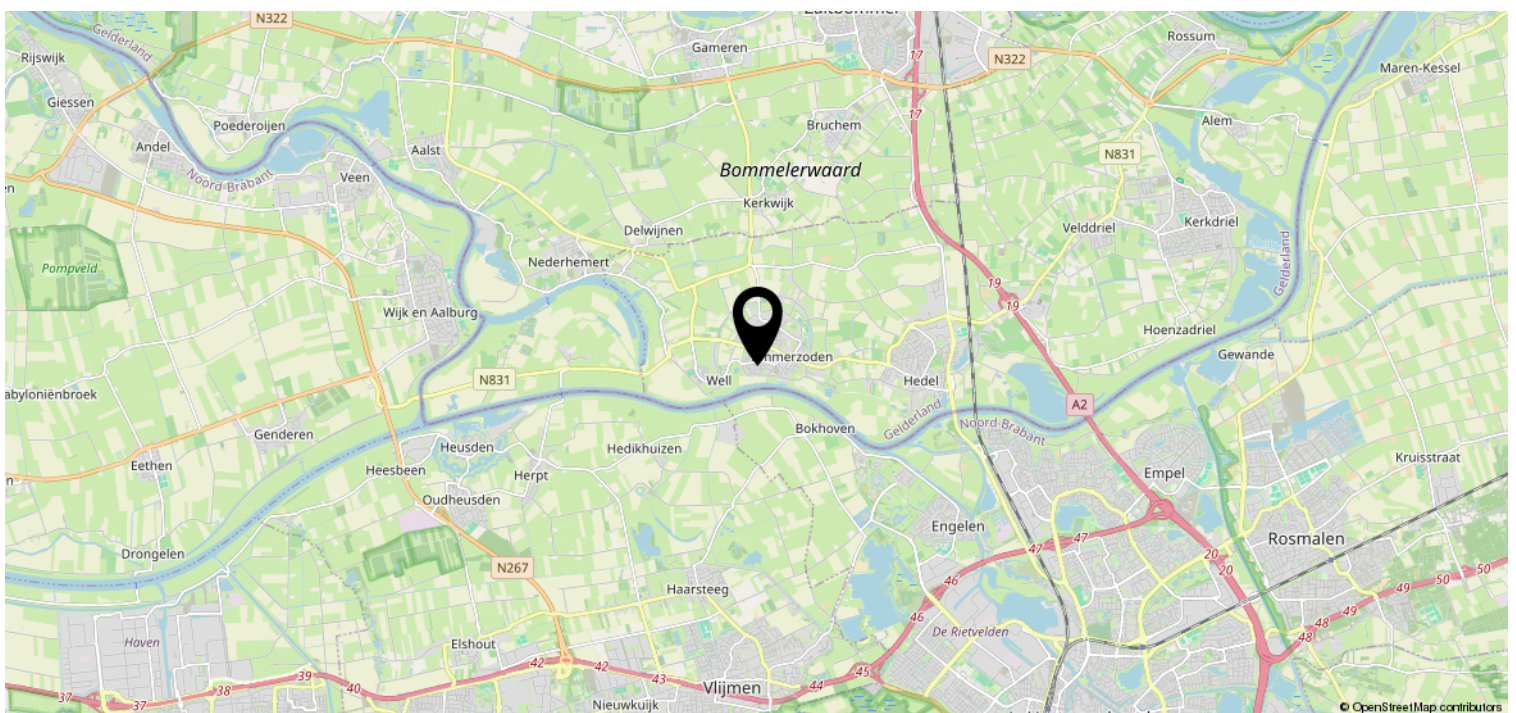 N322
Gelderland
Rijswijk
Giessen
Gameren
17
N322
Rossum
Maren-Kessel
17
Poederoijen
Andel
Aalst
Bruchem
Alem
N831
Noord-Brabant
Veen
Bommelerwaard
Kerkwijk
Delwijnen
Velddriel
Kerkdriel
Pompveld
Nederhemert
Gelderland
19
19
Wijk en Aalburg
Hoenzadriel
Gewande
N831
Well
Hedel
A2
Gelderland
Noord-Brabant
Genderen
Bokhoven
Heusden
Hedikhuizen
Eethen
Heesbeen
Herpt
Empel
Kruisstraat
Oudheusden
Engelen
Rosmalen
Drongelen
N267
47
47
20
20
46
50
50
49
Haarsteeg
49
48
48
46
De Rietvelden
Haven
Elshout
42
42
45
39
43
44
37
37
38
40
Vlijmen
Nieuwkuijk
© OpenStreetMap contributors